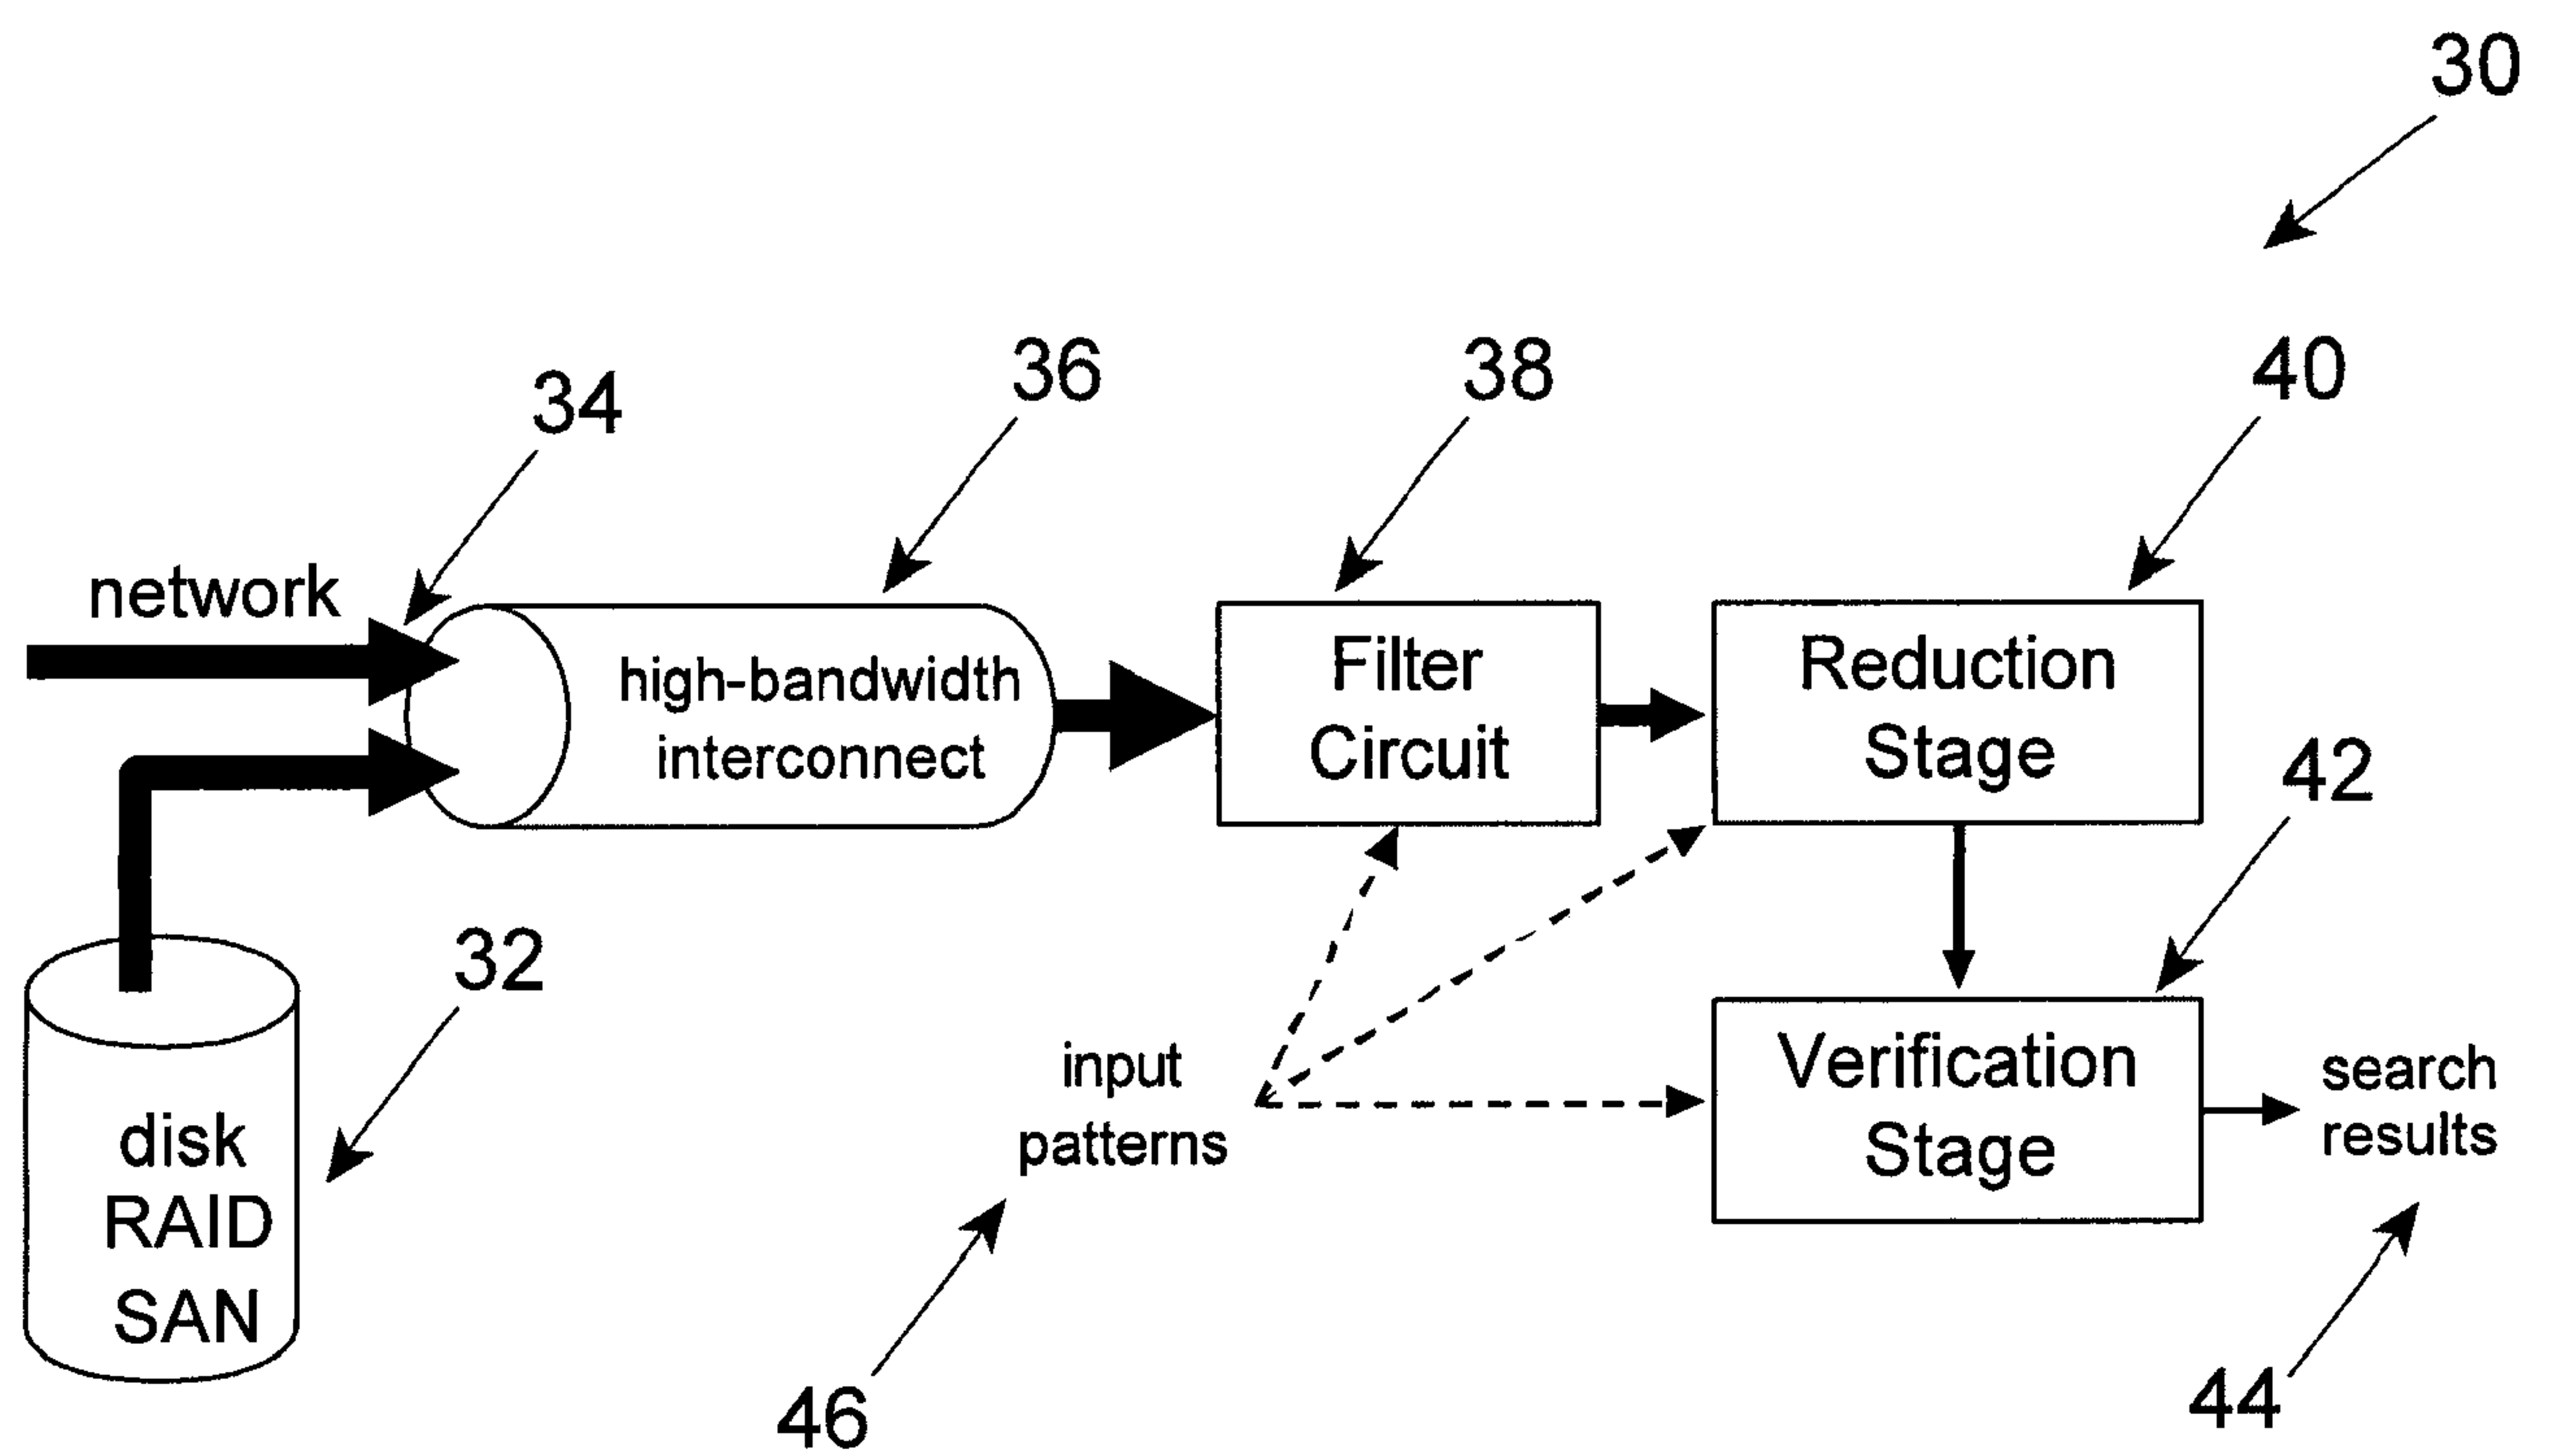 30
34
36
38
40
network
high-bandwidth
interconnect
Filter
Circuit
Reduction
Stage
42
32
disk
RAID
SAN
input
patterns
Verification
Stage
search
results
46
44